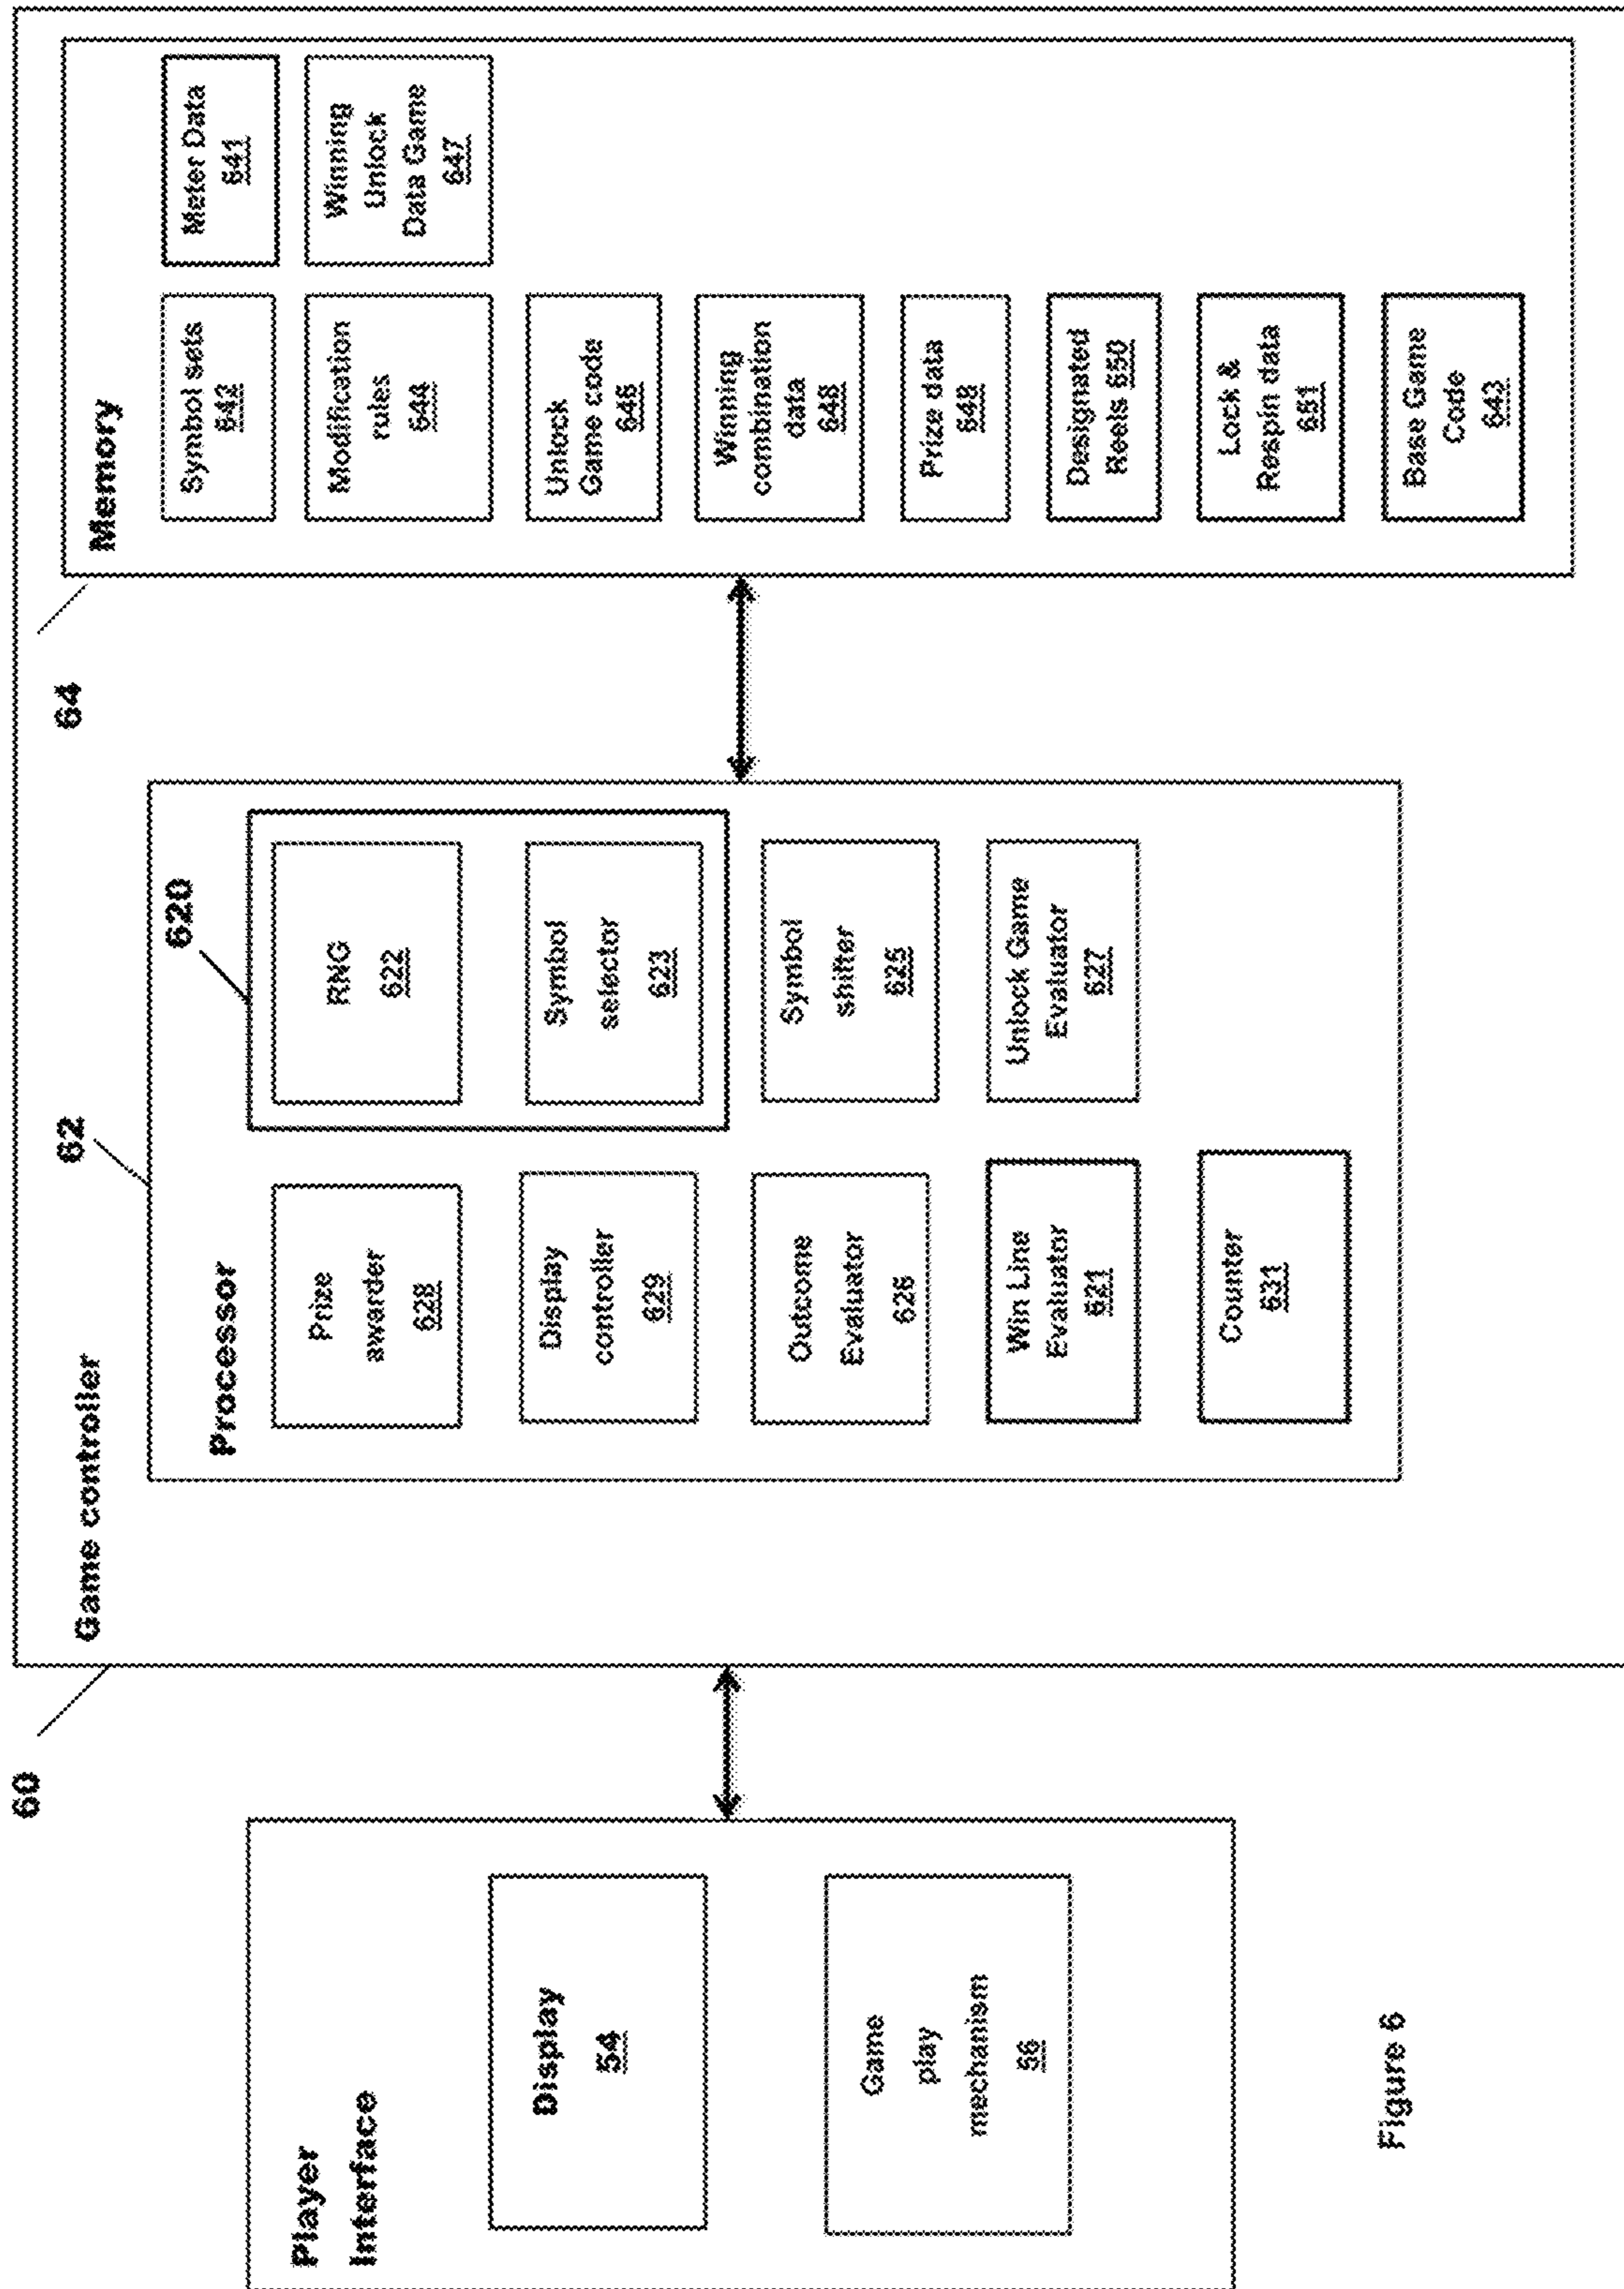 60
Game controller
62
64
Player
Interface
Display
54
Game
play
mechanism
56
Processor
620
Prize
awarder
628
RNG
622
Display
controller
629
Symbol
selector
623
Outcome
Evaluator
626
Symbol
shifter
625
Win Line
Evaluator
621
Unlock Game
Evaluator
627
Counter
631
Memory
Symbol sets
642
Meter Data
641
Modification
rules
644
Winning
Unlock
Data Game
647
Unlock
Game code
646
Winning
combination
data
648
Prize data
649
Designated
Reels 650
Lock &
Respin data
651
Base Game
Code
643
Figure 6